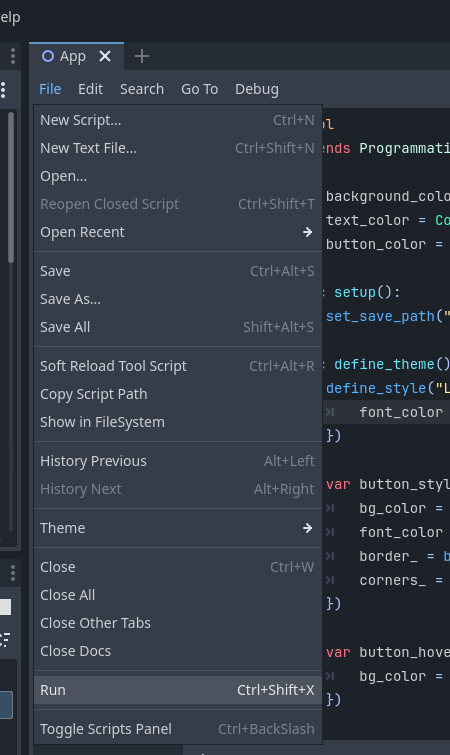 elp
App
File Edit Search Go To Debug
New Script... Ctrl+N
New Text File... Ctrl+Shift+N
Open...
Reopen Closed Script Ctrl+Shift+T
Open Recent
Save Ctrl+Alt+S
Save As...
Save All Shift+Alt+S
Soft Reload Tool Script Ctrl+Alt+R
Copy Script Path
Show in FileSystem
History Previous Alt+Left
History Next Alt+Right
Theme
Close Ctrl+W
Close All
Close Other Tabs
Close Docs
Run Ctrl+Shift+X
Toggle Scripts Panel Ctrl+BackSlash
ol
ends Programmati
background_colo
text_color = Co
button_color =
setup():
set_save_path("
define_theme()
define_style("L
font_color
})
var button_styl
bg_color =
font_color
border_ = b
corners_ =
})
var button_hove
bg_color =
})